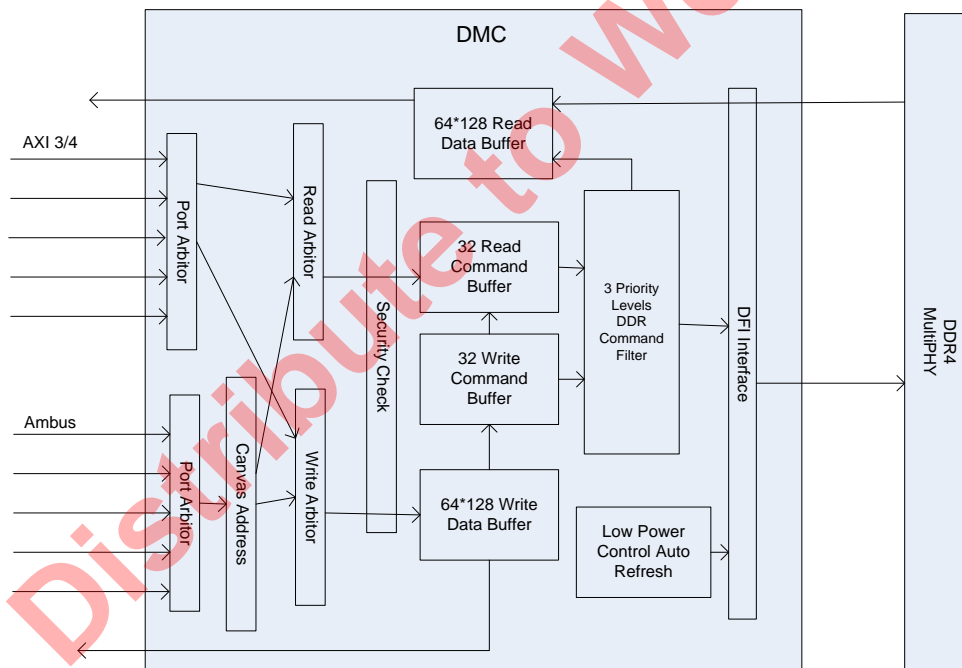 DMC
64*128 Read
Data Buffer
AXI 3/4
Port Arbitor
Read Arbitor
Security Check
32 Read
Command
Buffer
3 Priority
Levels
DDR
Command
Filter
DFI Interface
DDR4
MultiPHY
32 Write
Command
Buffer
Ambus
Port Arbitor
Canvas Address
Write Arbitor
64*128 Write
Data Buffer
Low Power
Control Auto
Refresh
Distribute to W